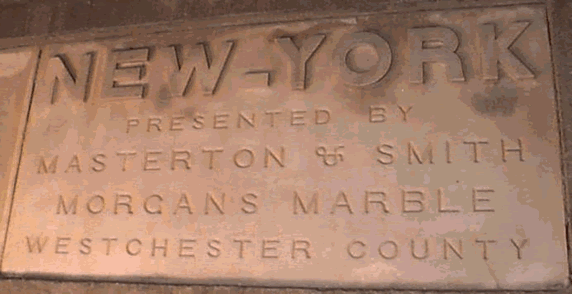 NEW-YORK
PRESENTED BY
MASTERTON & SMITH
MORGANS MARBLE
WESTCHESTER COUNTY